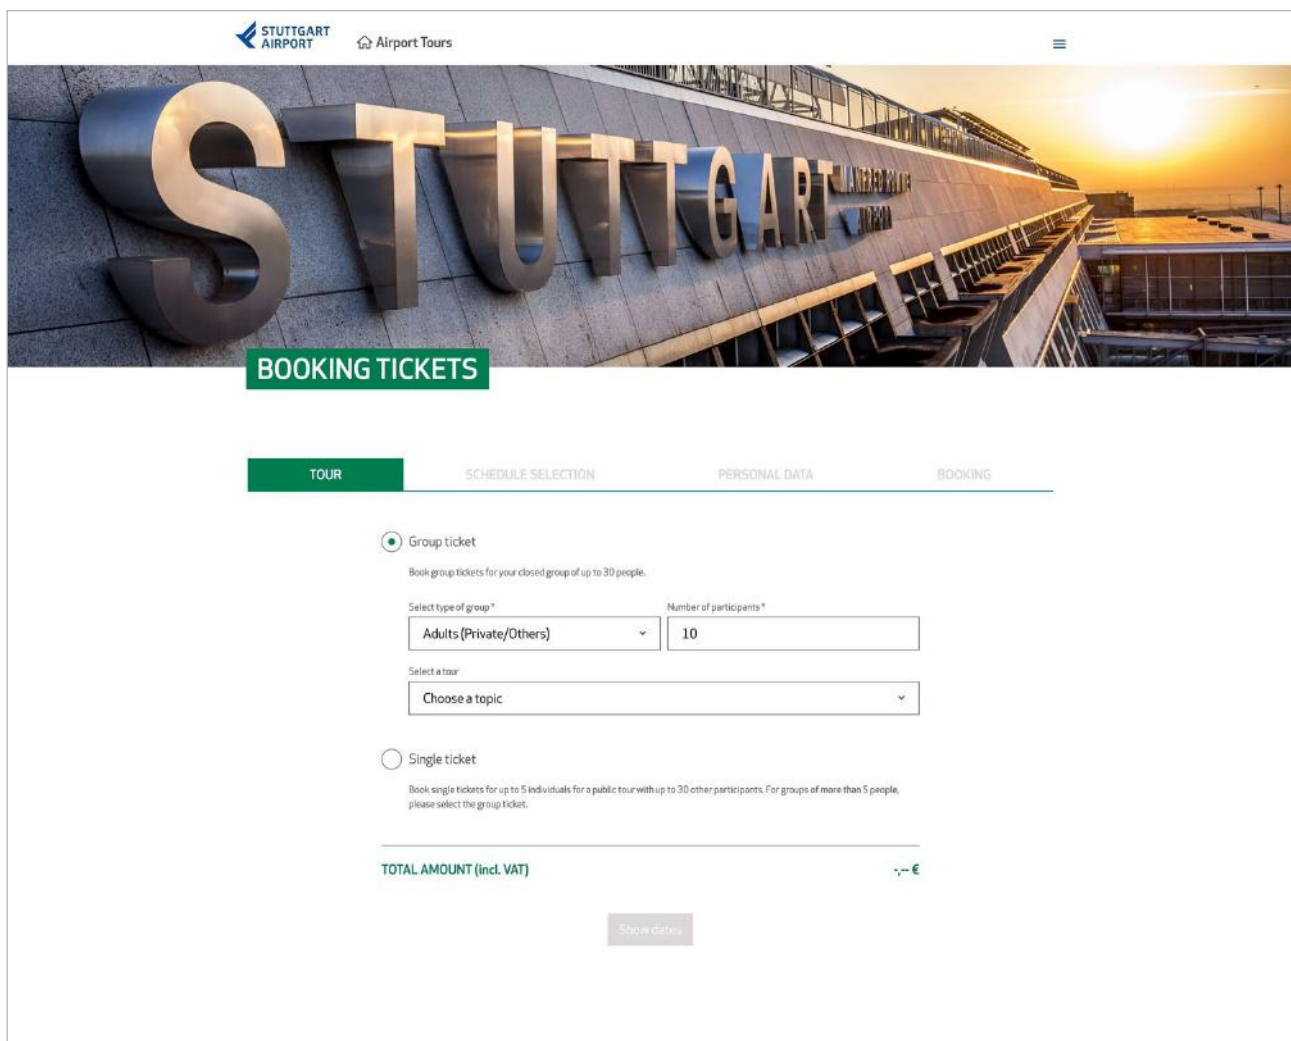 STUTTGART
AIRPORT
Airport Tours
STUTTGART
BOOKING TICKETS
TOUR
SCHEDULE SELECTION
PERSONAL DATA
BOOKING
Group ticket
Book group tickets for your closed group of up to 30 people.
Select type of group *
Number of participants *
Adults (Private/Others)
10
Select a tour
Choose a topic
Single ticket
Book single tickets for up to 5 individuals for a public tour with up to 30 other participants. For groups of more than 5 people,
please select the group ticket.
TOTAL AMOUNT (incl. VAT)
-,-- €
Show dates